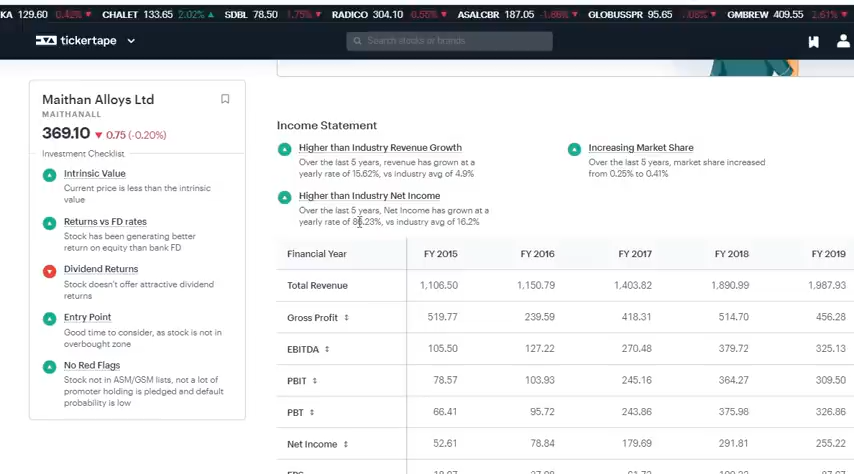 KA 129.60 0.42% ▼ CHALET 133.65 2.02% ▲ SDBL 78.50 1.75% ▼ RADICO 304.10 0.55% ▼ ASALCBR 187.05 -1.86% ▼ GLOBUSSPR 95.65 ▼ GMBREW 409.55 2.61% ▼
tickertape
Search stocks or brands
Maithan Alloys Ltd
MAITHANALL
369.10 ▼ 0.75 (-0.20%)
Investment Checklist
Intrinsic Value
Current price is less than the intrinsic
value
Returns vs FD rates
Stock has been generating better
return on equity than bank FD
Dividend Returns
Stock doesn't offer attractive dividend
returns
Entry Point
Good time to consider, as stock is not in
overbought zone
No Red Flags
Stock not in ASM/GSM lists, not a lot of
promoter holding is pledged and default
probability is low
Income Statement
Higher than Industry Revenue Growth
Over the last 5 years, revenue has grown at a
yearly rate of 15.82%, vs industry avg of 4.9%
Increasing Market Share
Over the last 5 years, market share increased
from 0.25% to 0.41%
Higher than Industry Net Income
Over the last 5 years, Net Income has grown at a
yearly rate of vs industry avg of 16.2%
Financial Year FY 2015 FY 2016 FY 2017 FY 2018 FY 2019
Total Revenue 1,106.50 1,150.79 1,403.82 1,890.99 1,987.93
Gross Profit 519.77 239.59 418.31 514.70 456.28
EBITDA 105.50 127.22 270.48 379.72 325.13
PBIT 78.57 103.93 245.16 364.27 309.50
PBT 66.41 95.72 243.86 375.98 326.86
Net Income 52.61 78.84 179.69 291.81 255.22